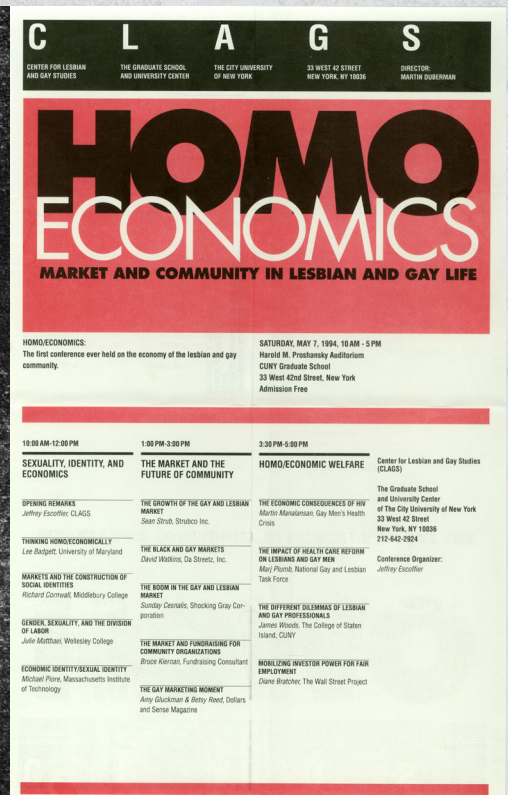 C L A G S
CENTER FOR LESBIAN
AND GAY STUDIES
THE GRADUATE SCHOOL
AND UNIVERSITY CENTER
THE CITY UNIVERSITY
OF NEW YORK
33 WEST 42 STREET
NEW YORK, NY 10036
DIRECTOR:
MARTIN DUBERMAN
HOMO
ECONOMICS
MARKET AND COMMUNITY IN LESBIAN AND GAY LIFE
HOMO/ECONOMICS:
The first conference ever held on the economy of the lesbian and gay
community.
SATURDAY, MAY 7, 1994, 10 AM - 5 PM
Harold M. Proshansky Auditorium
CUNY Graduate School
33 West 42nd Street, New York
Admission Free
10:00 AM-12:00 PM
SEXUALITY, IDENTITY, AND
ECONOMICS
OPENING REMARKS
Jeffrey Escoffier, CLAGS
THINKING HOMO/ECONOMICALLY
Lee Badgett, University of Maryland
MARKETS AND THE CONSTRUCTION OF
SOCIAL IDENTITIES
Richard Cornwall, Middlebury College
GENDER, SEXUALITY, AND THE DIVISION
OF LABOR
Julie Matthaei, Wellesley College
ECONOMIC IDENTITY/SEXUAL IDENTITY
Michael Piore, Massachusetts Institute
of Technology
1:00 PM-3:00 PM
THE MARKET AND THE
FUTURE OF COMMUNITY
THE GROWTH OF THE GAY AND LESBIAN
MARKET
Sean Strub, Strubco Inc.
THE BLACK AND GAY MARKETS
David Watkins, Da Streetz, Inc.
THE BOOM IN THE GAY AND LESBIAN
MARKET
Sunday Cesnalis, Shocking Gray Cor-
poration
THE MARKET AND FUNDRAISING FOR
COMMUNITY ORGANIZATIONS
Bruce Kiernan, Fundraising Consultant
THE GAY MARKETING MOMENT
Amy Gluckman & Betsy Reed, Dollars
and Sense Magazine
3:30 PM-5:00 PM
HOMO/ECONOMIC WELFARE
THE ECONOMIC CONSEQUENCES OF HIV
Martin Manalansan, Gay Men's Health
Crisis
THE IMPACT OF HEALTH CARE REFORM
ON LESBIANS AND GAY MEN
Marj Plumb, National Gay and Lesbian
Task Force
THE DIFFERENT DILEMMAS OF LESBIAN
AND GAY PROFESSIONALS
James Woods, The College of Staten
Island, CUNY
MOBILIZING INVESTOR POWER FOR FAIR
EMPLOYMENT
Diane Bratcher, The Wall Street Project
Center for Lesbian and Gay Studies
(CLAGS)
The Graduate School
and University Center
of The City University of New York
33 West 42 Street
New York, NY 10036
212-642-2924
Conference Organizer:
Jeffrey Escoffier